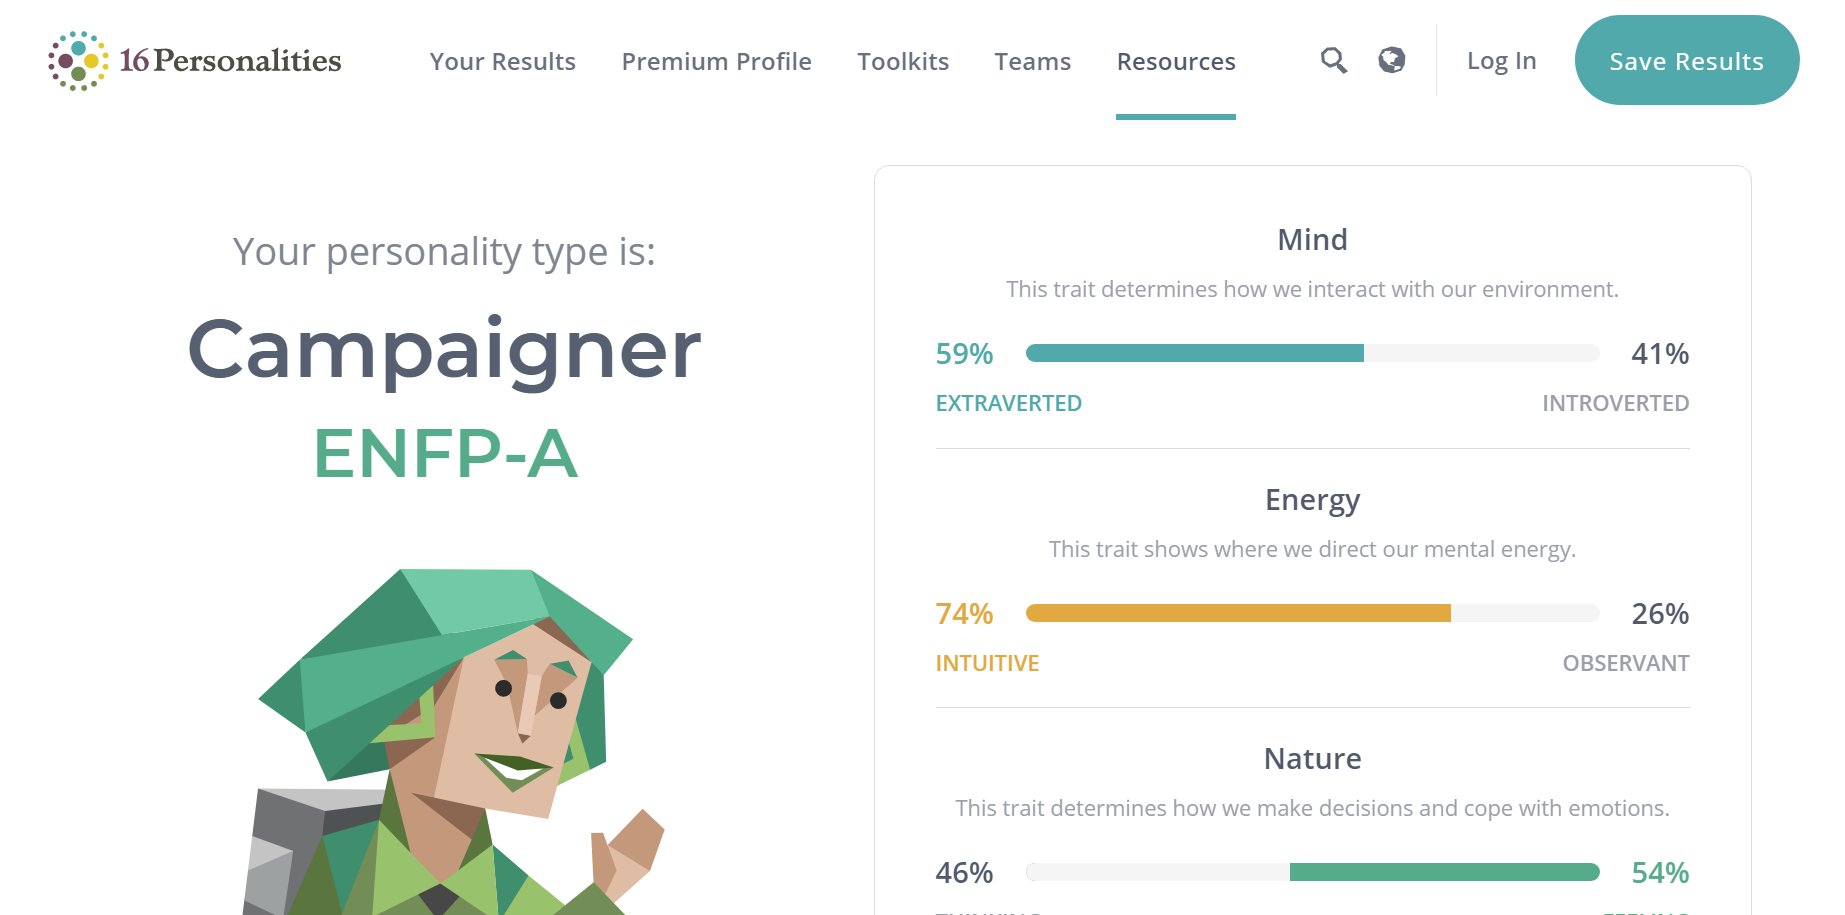 16Personalities
Your Results
Premium Profile
Toolkits
Teams
Resources
Log In
Save Results
Your personality type is:
Campaigner
ENFP-A
Mind
This trait determines how we interact with our environment.
59%
41%
EXTRAVERTED
INTROVERTED
Energy
This trait shows where we direct our mental energy.
74%
26%
INTUITIVE
OBSERVANT
Nature
This trait determines how we make decisions and cope with emotions.
46%
54%